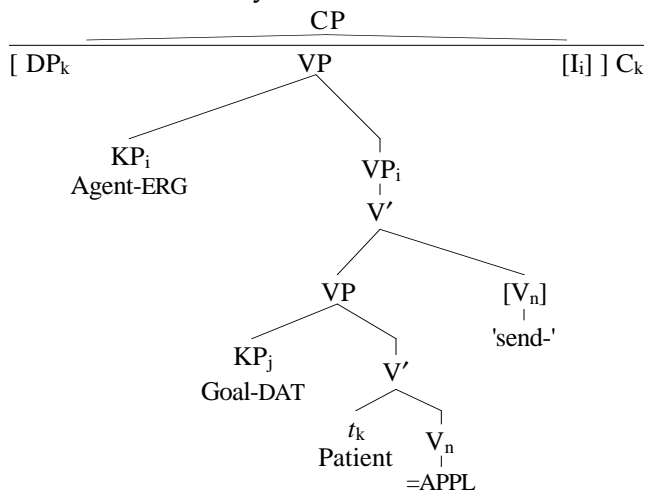 CP
[ DPk VP [Ii] ] Ck
KPi
Agent-ERG
VPi
V′
VP [Vn]
'send-'
KPj
Goal-DAT
V′
tk
Patient
Vn
=APPL